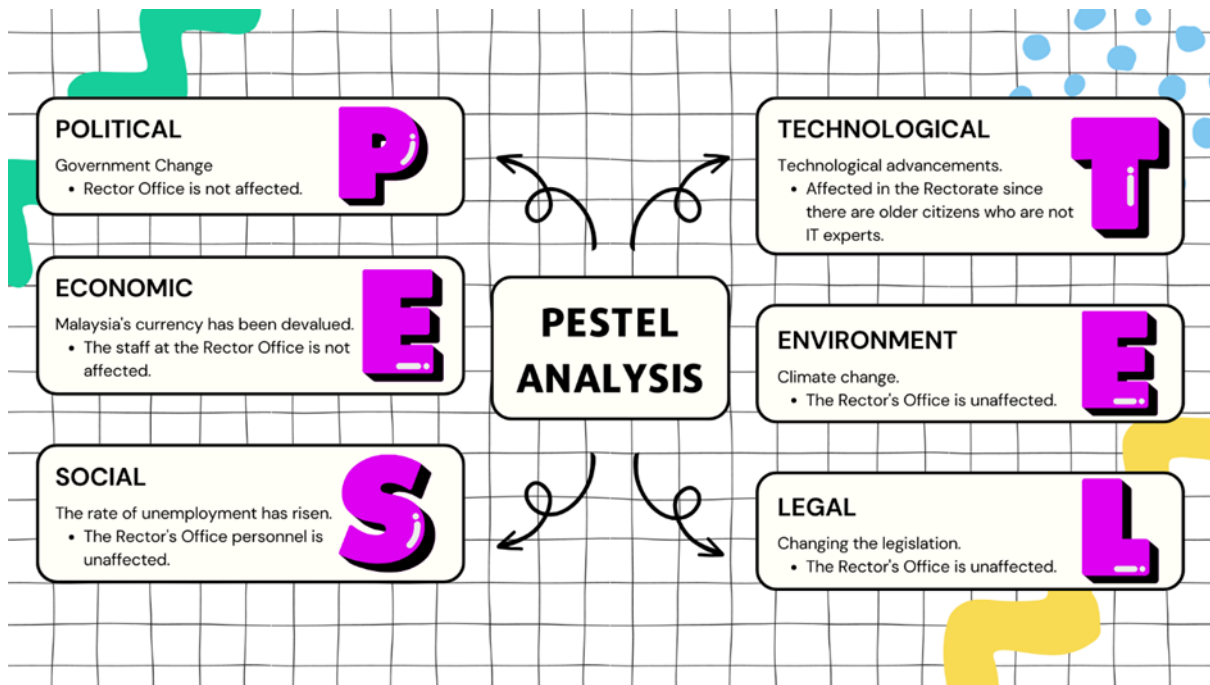 POLITICAL
Government Change
• Rector Office is not affected.
P
ECONOMIC
Malaysia's currency has been devalued.
• The staff at the Rector Office is not
affected.
E
SOCIAL
The rate of unemployment has risen.
• The Rector's Office personnel is
unaffected.
S
PESTEL
ANALYSIS
TECHNOLOGICAL
Technological advancements.
• Affected in the Rectorate since
there are older citizens who are not
IT experts.
T
ENVIRONMENT
Climate change.
• The Rector's Office is unaffected.
E
LEGAL
Changing the legislation.
• The Rector's Office is unaffected.
L